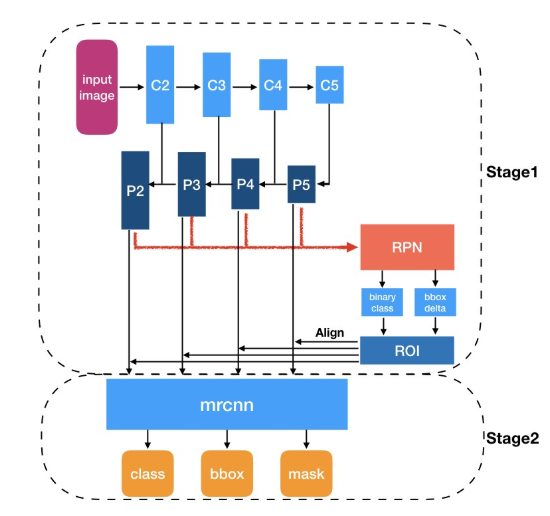 input
image
C2
C3
C4
C5
Stage1
P2
P3
P4
P5
RPN
binary
class
bbox
delta
Align
ROI
mrcnn
Stage2
class
bbox
mask